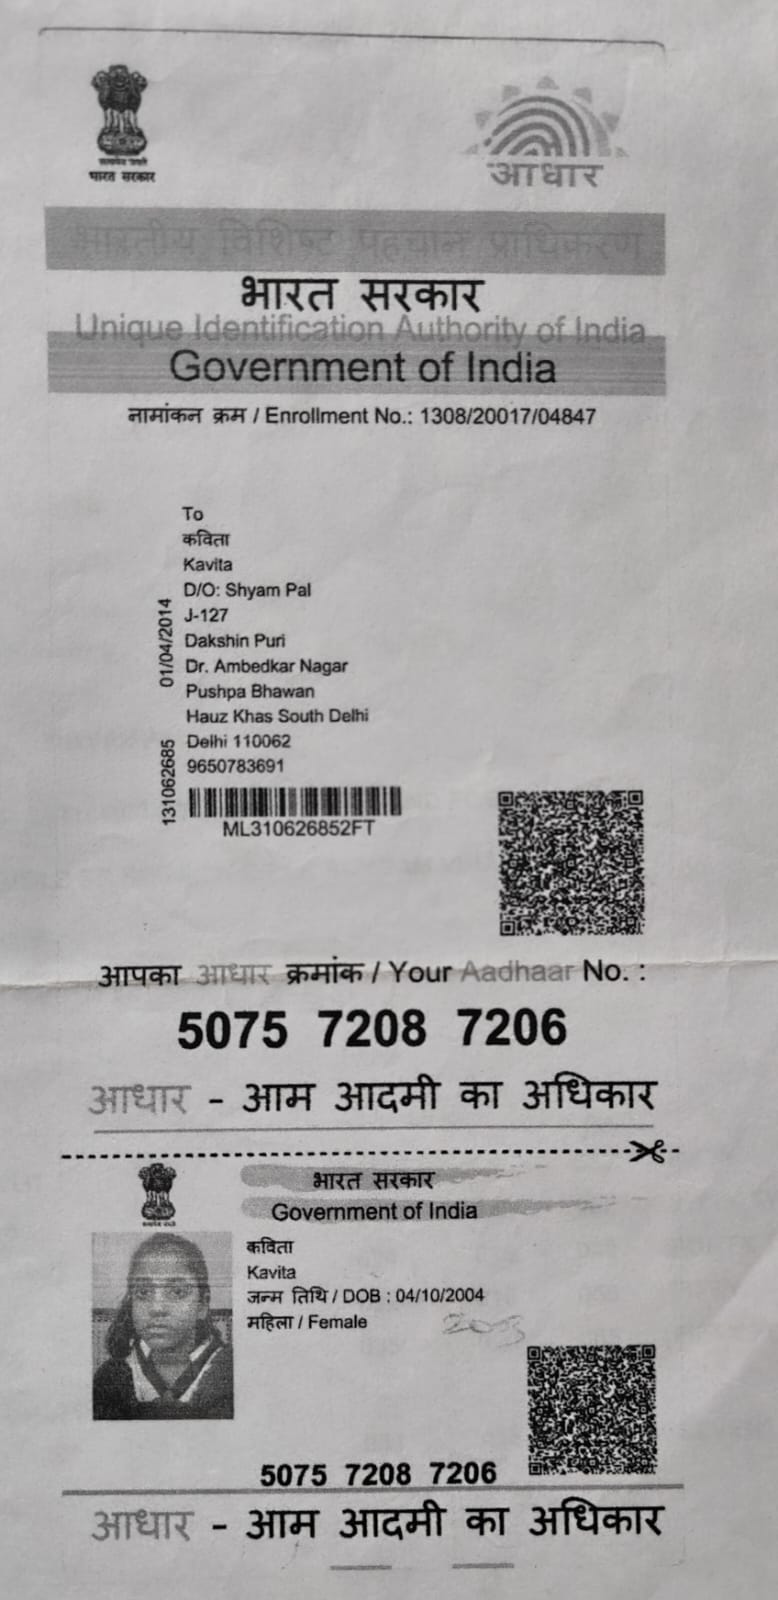 भारत सरकार
आधार
भारतीय विशिष्ट पहचान प्राधिकरण
भारत सरकार
Unique Identification Authority of India
Government of India
नामांकन क्रम / Enrollment No.: 1308/20017/04847
To
कविता
Kavita
D/O: Shyam Pal
J-127
Dakshin Puri
Dr. Ambedkar Nagar
Pushpa Bhawan
Hauz Khas South Delhi
Delhi 110062
9650783691
01/04/2014
131062685
ML310626852FT
आपका आधार क्रमांक / Your Aadhaar No. :
5075 7208 7206
आधार - आम आदमी का अधिकार
भारत सरकार
Government of India
कविता
Kavita
जन्म तिथि / DOB : 04/10/2004
महिला / Female
2003
5075 7208 7206
आधार - आम आदमी का अधिकार